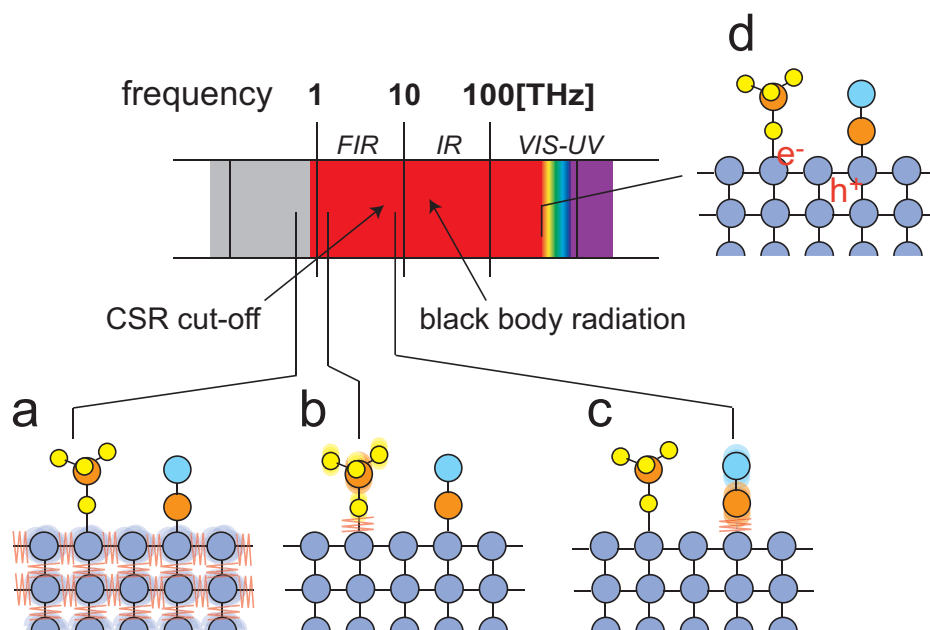 d
frequency 1 10 100[THz]
FIR IR VIS-UV
e-
h+
CSR cut-off black body radiation
a b c